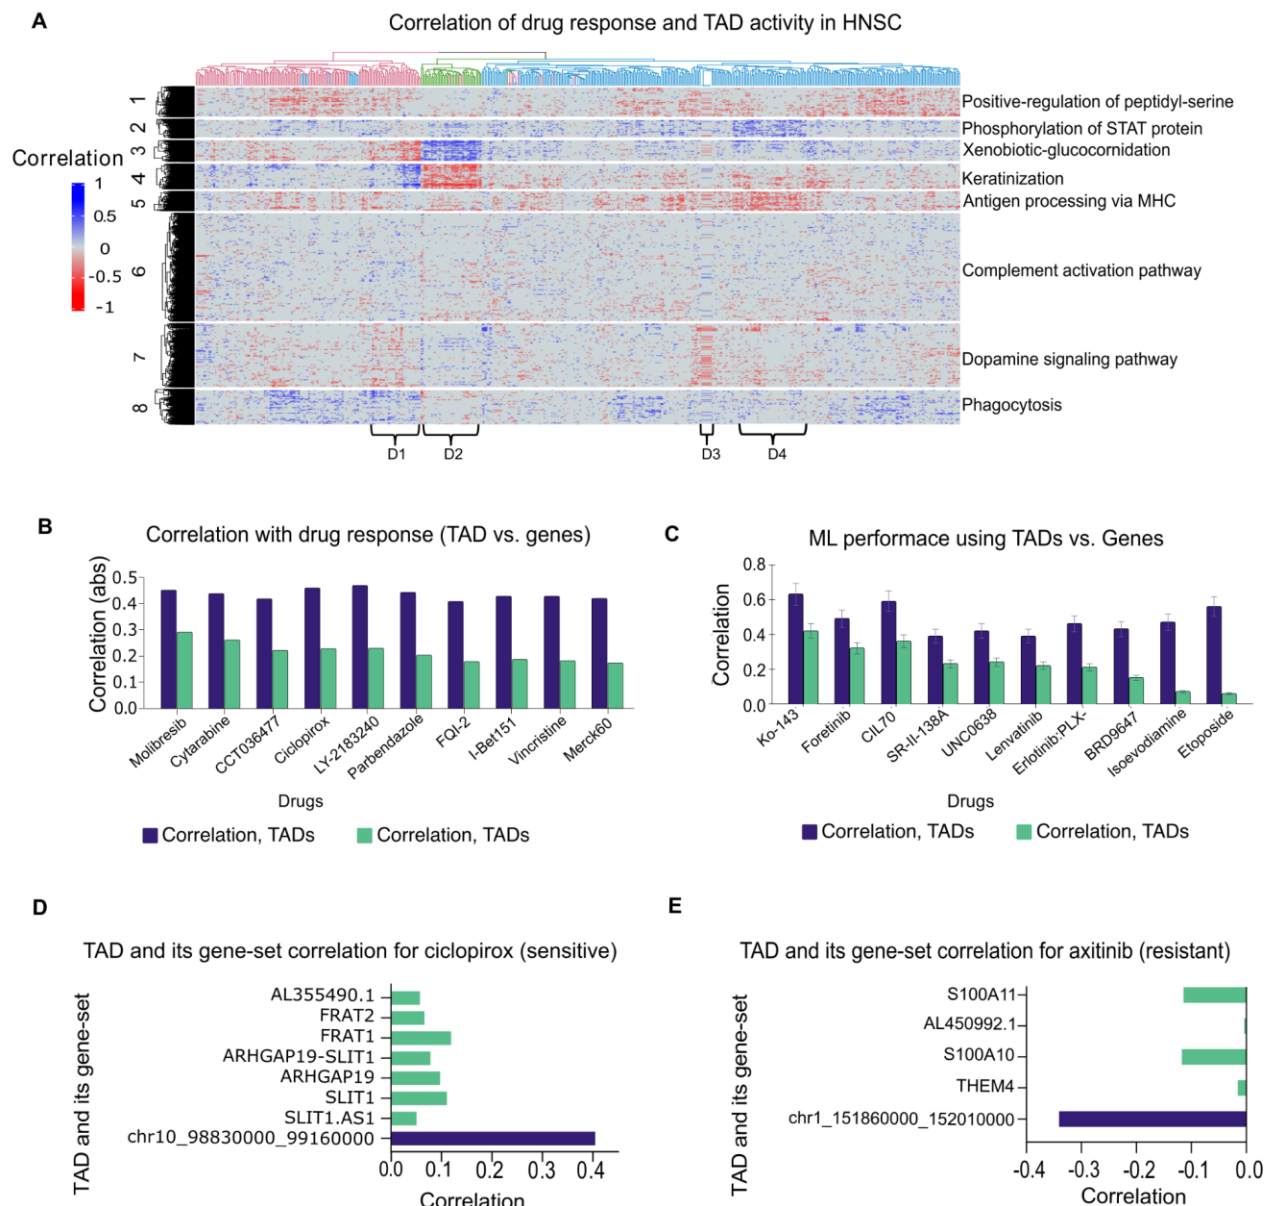 A
Correlation of drug response and TAD activity in HNSC
Correlation
1
0.5
0
-0.5
-1
1
Positive-regulation of peptidyl-serine
2
Phosphorylation of STAT protein
3
Xenobiotic-glucocornidation
4
Keratinization
5
Antigen processing via MHC
6
Complement activation pathway
7
Dopamine signaling pathway
8
Phagocytosis
D1
D2
D3
D4
B
Correlation with drug response (TAD vs. genes)
Correlation (abs)
0.5
0.4
0.3
0.2
0.1
0.0
Molibresib
Cytarabine
CCT036477
Ciclopirox
LY-2183240
Parbendazole
FQI-2
I-Bet151
Vincristine
Merck60
Drugs
Correlation, TADs
Correlation, TADs
C
ML performace using TADs vs. Genes
Correlation
0.8
0.6
0.4
0.2
0.0
Ko-143
Foretinib
CIL70
SR-II-138A
UNC0638
Lenvatinib
Erlotinib:PLX-
BRD9647
Isoevodiamine
Etoposide
Drugs
Correlation, TADs
Correlation, TADs
D
TAD and its gene-set correlation for ciclopirox (sensitive)
TAD and its gene-set
AL355490.1
FRAT2
FRAT1
ARHGAP19-SLIT1
ARHGAP19
SLIT1
SLIT1.AS1
chr10_98830000_99160000
0.0
0.1
0.2
0.3
0.4
Correlation
E
TAD and its gene-set correlation for axitinib (resistant)
TAD and its gene-set
S100A11
AL450992.1
S100A10
THEM4
chr1_151860000_152010000
-0.4
-0.3
-0.2
-0.1
0.0
Correlation